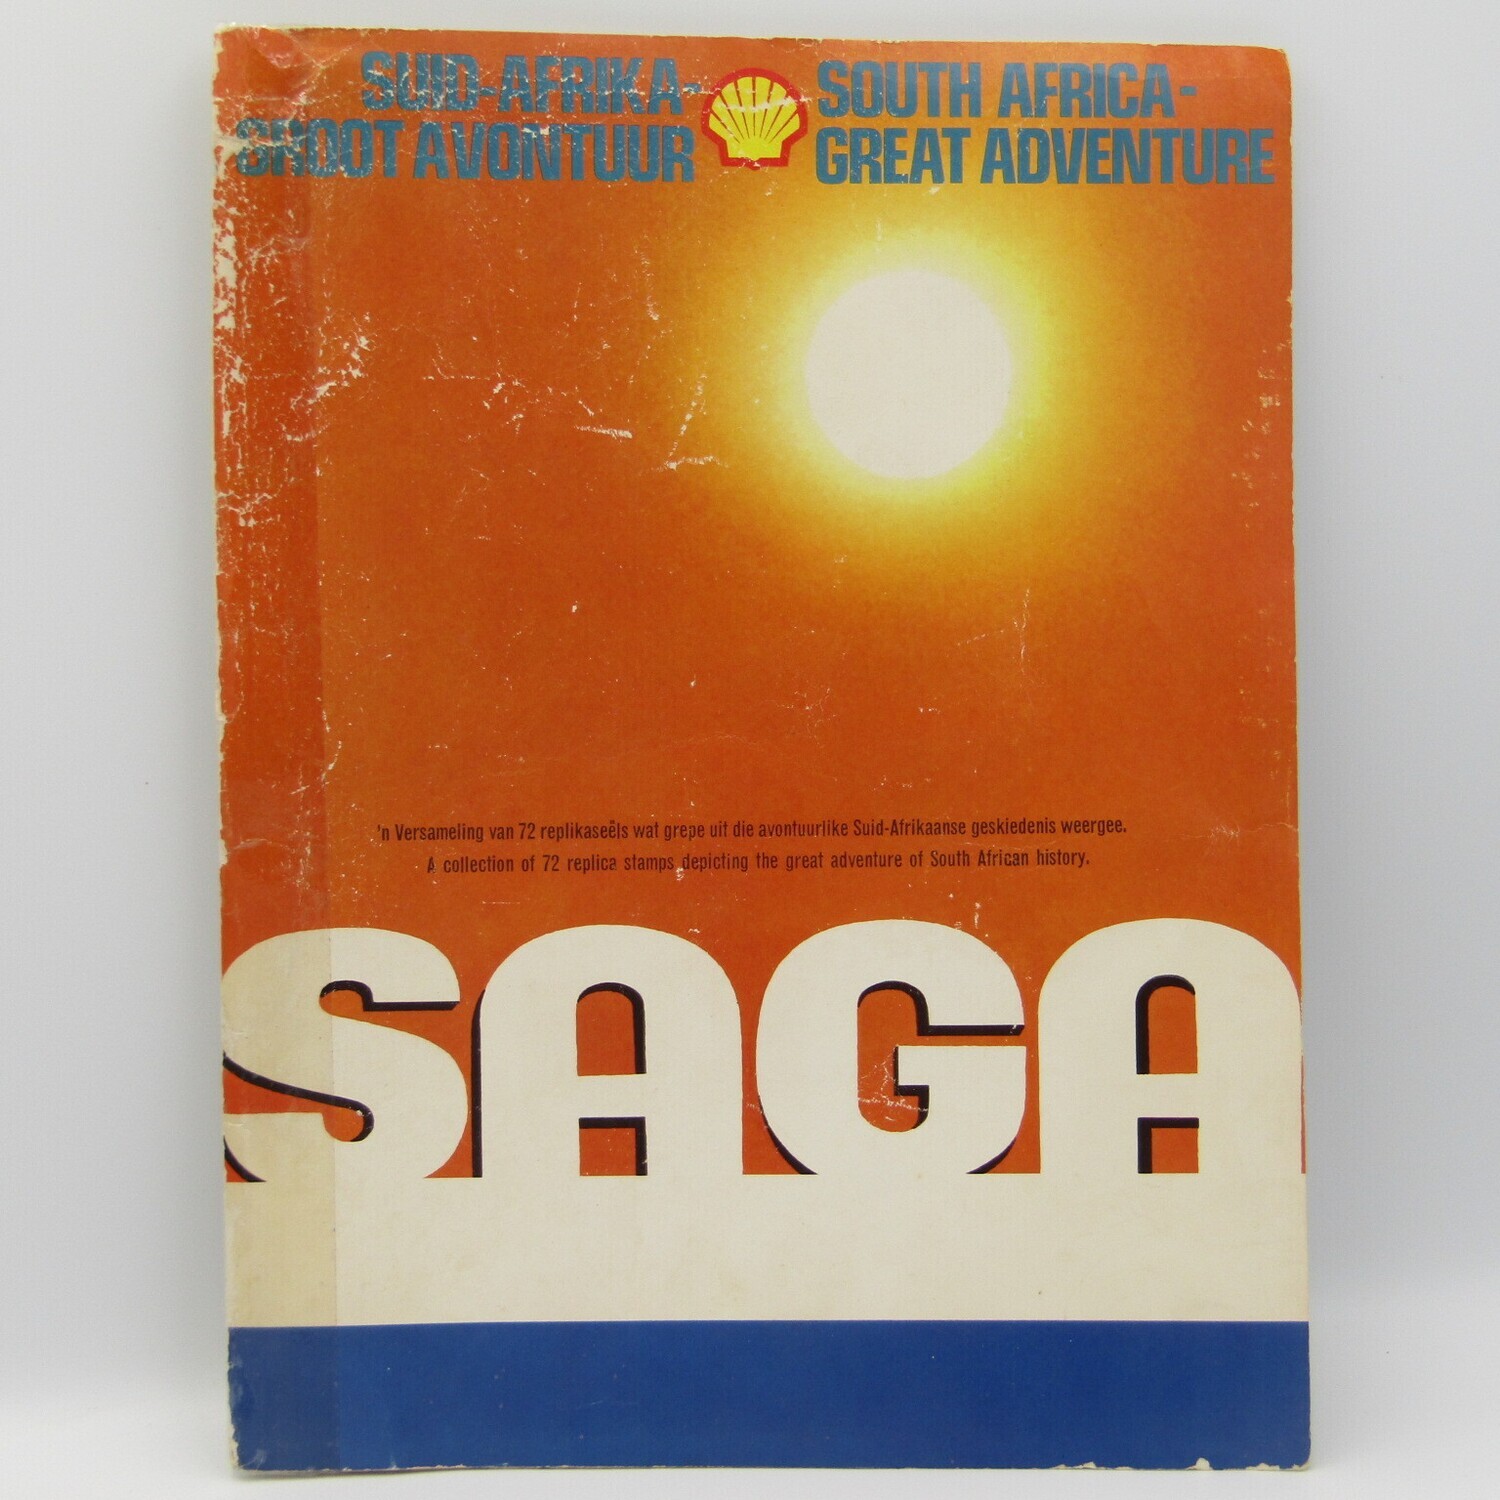 SUID-AFRIKA-
GROOT AVONTUUR
SOUTH AFRICA-
GREAT ADVENTURE
'n Versameling van 72 replikaseëls wat grepe uit die avontuurlike Suid-Afrikaanse geskiedenis weergee.
A collection of 72 replica stamps depicting the great adventure of South African history.
SAGA